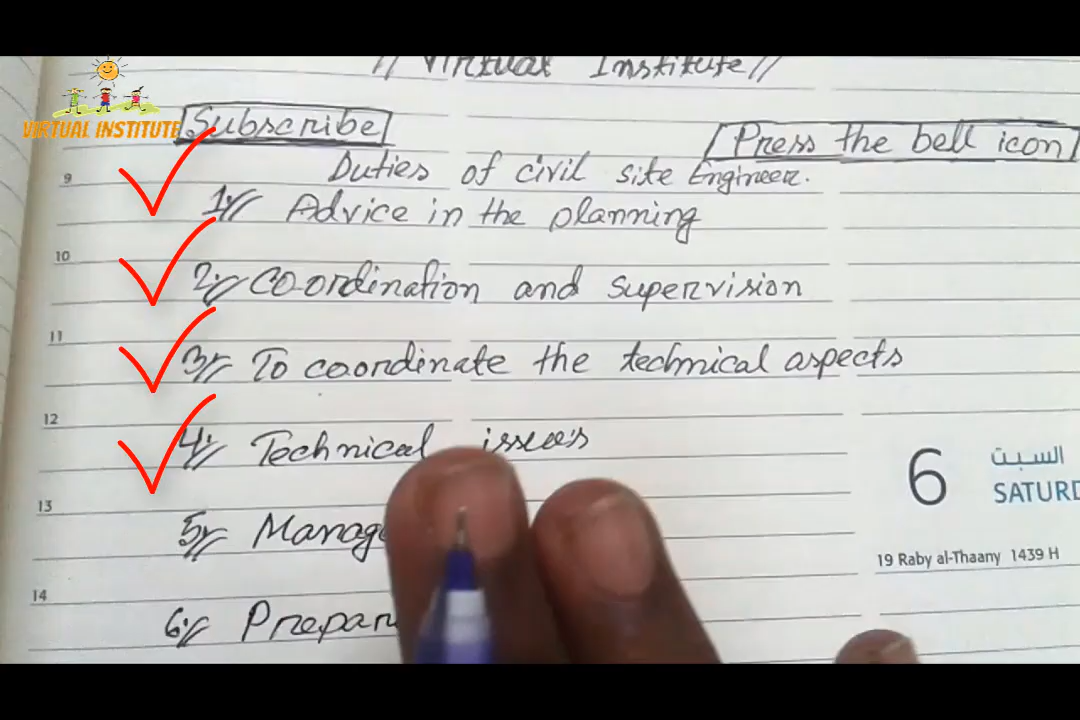 // Virtual Institute //
VIRTUAL INSTITUTE
Subscribe
Press the bell icon
Duties of civil site Engineer.
9
1. Advice in the planning
10
2. CO-ordination and supervision
11
3. To coordinate the technical aspects
12
4. Technical issues
13
5.
14
6.
6
السبت
19 Raby al-Thaany 1439 H